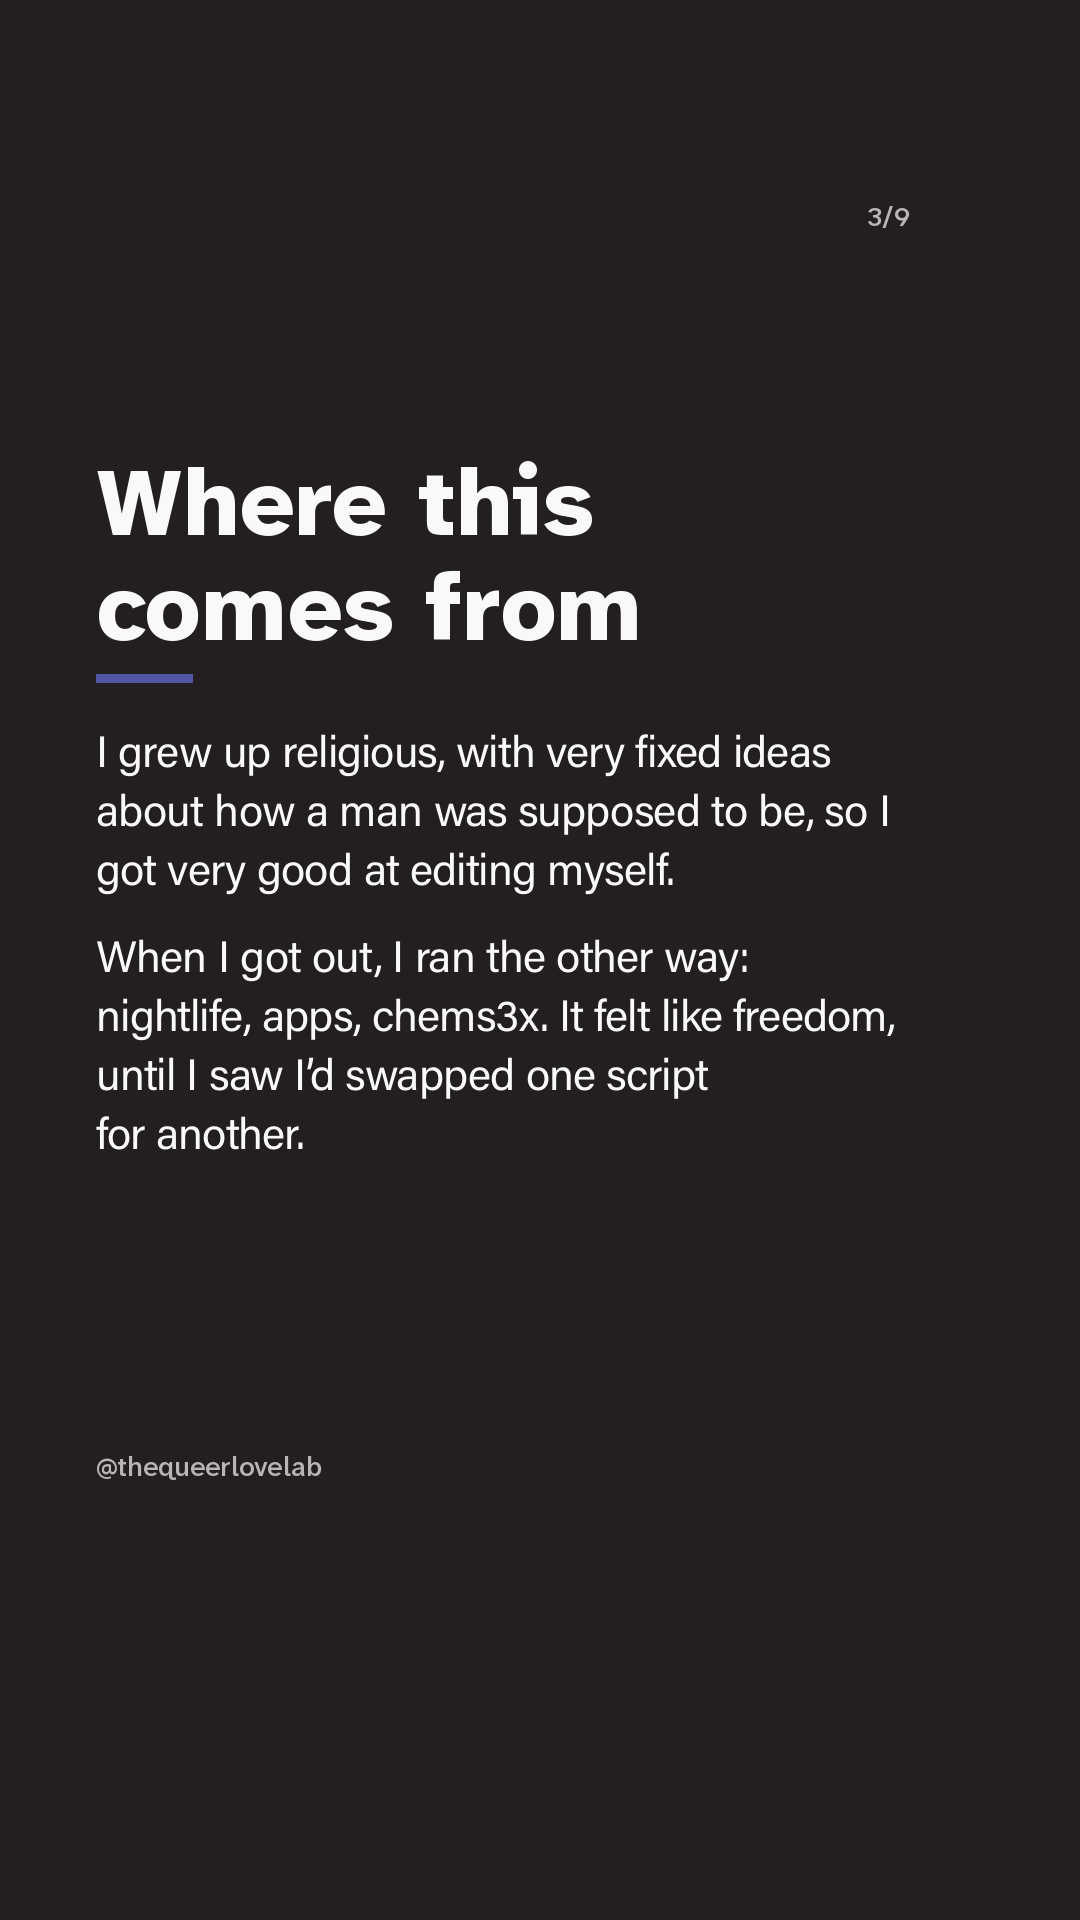 3/9
Where this
comes from
I grew up religious, with very fixed ideas
about how a man was supposed to be, so I
got very good at editing myself.
When I got out, I ran the other way:
nightlife, apps, chems3x. It felt like freedom,
until I saw I’d swapped one script
for another.
@thequeerlovelab